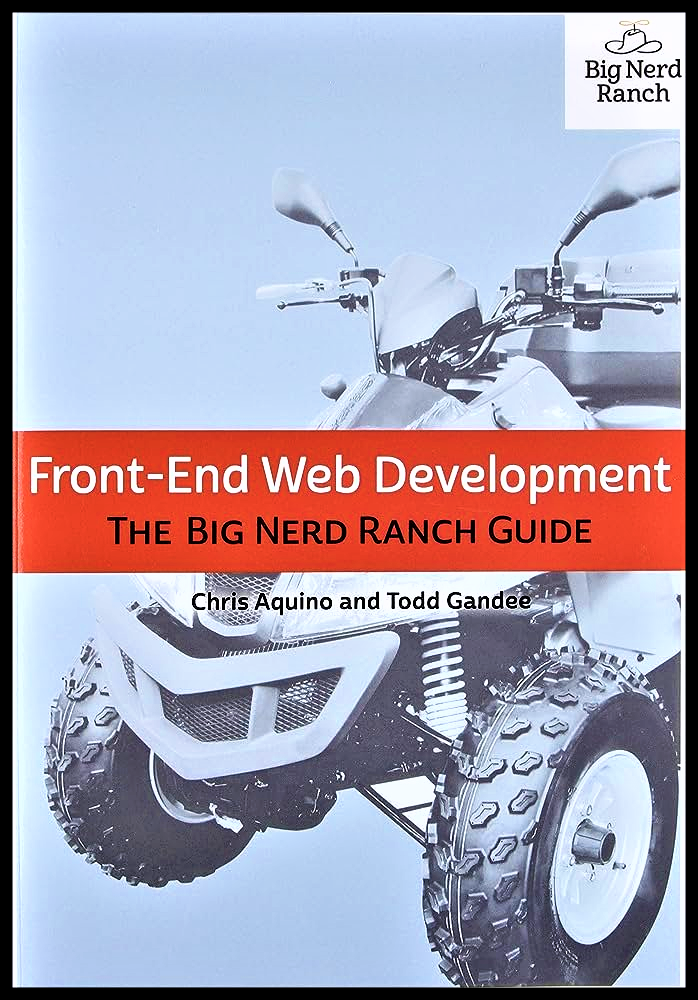 Big Nerd
Ranch
Front-End Web Development
THE BIG NERD RANCH GUIDE
Chris Aquino and Todd Gandee